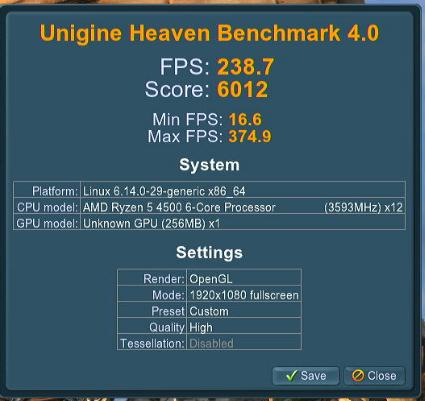 Unigine Heaven Benchmark 4.0
FPS: 238.7
Score: 6012
Min FPS: 16.6
Max FPS: 374.9
System
Platform: Linux 6.14.0-29-generic x86_64
CPU model: AMD Ryzen 5 4500 6-Core Processor (3593MHz) x12
GPU model: Unknown GPU (256MB) x1
Settings
Render: OpenGL
Mode: 1920x1080 fullscreen
Preset Custom
Quality High
Tessellation: Disabled
Save Close